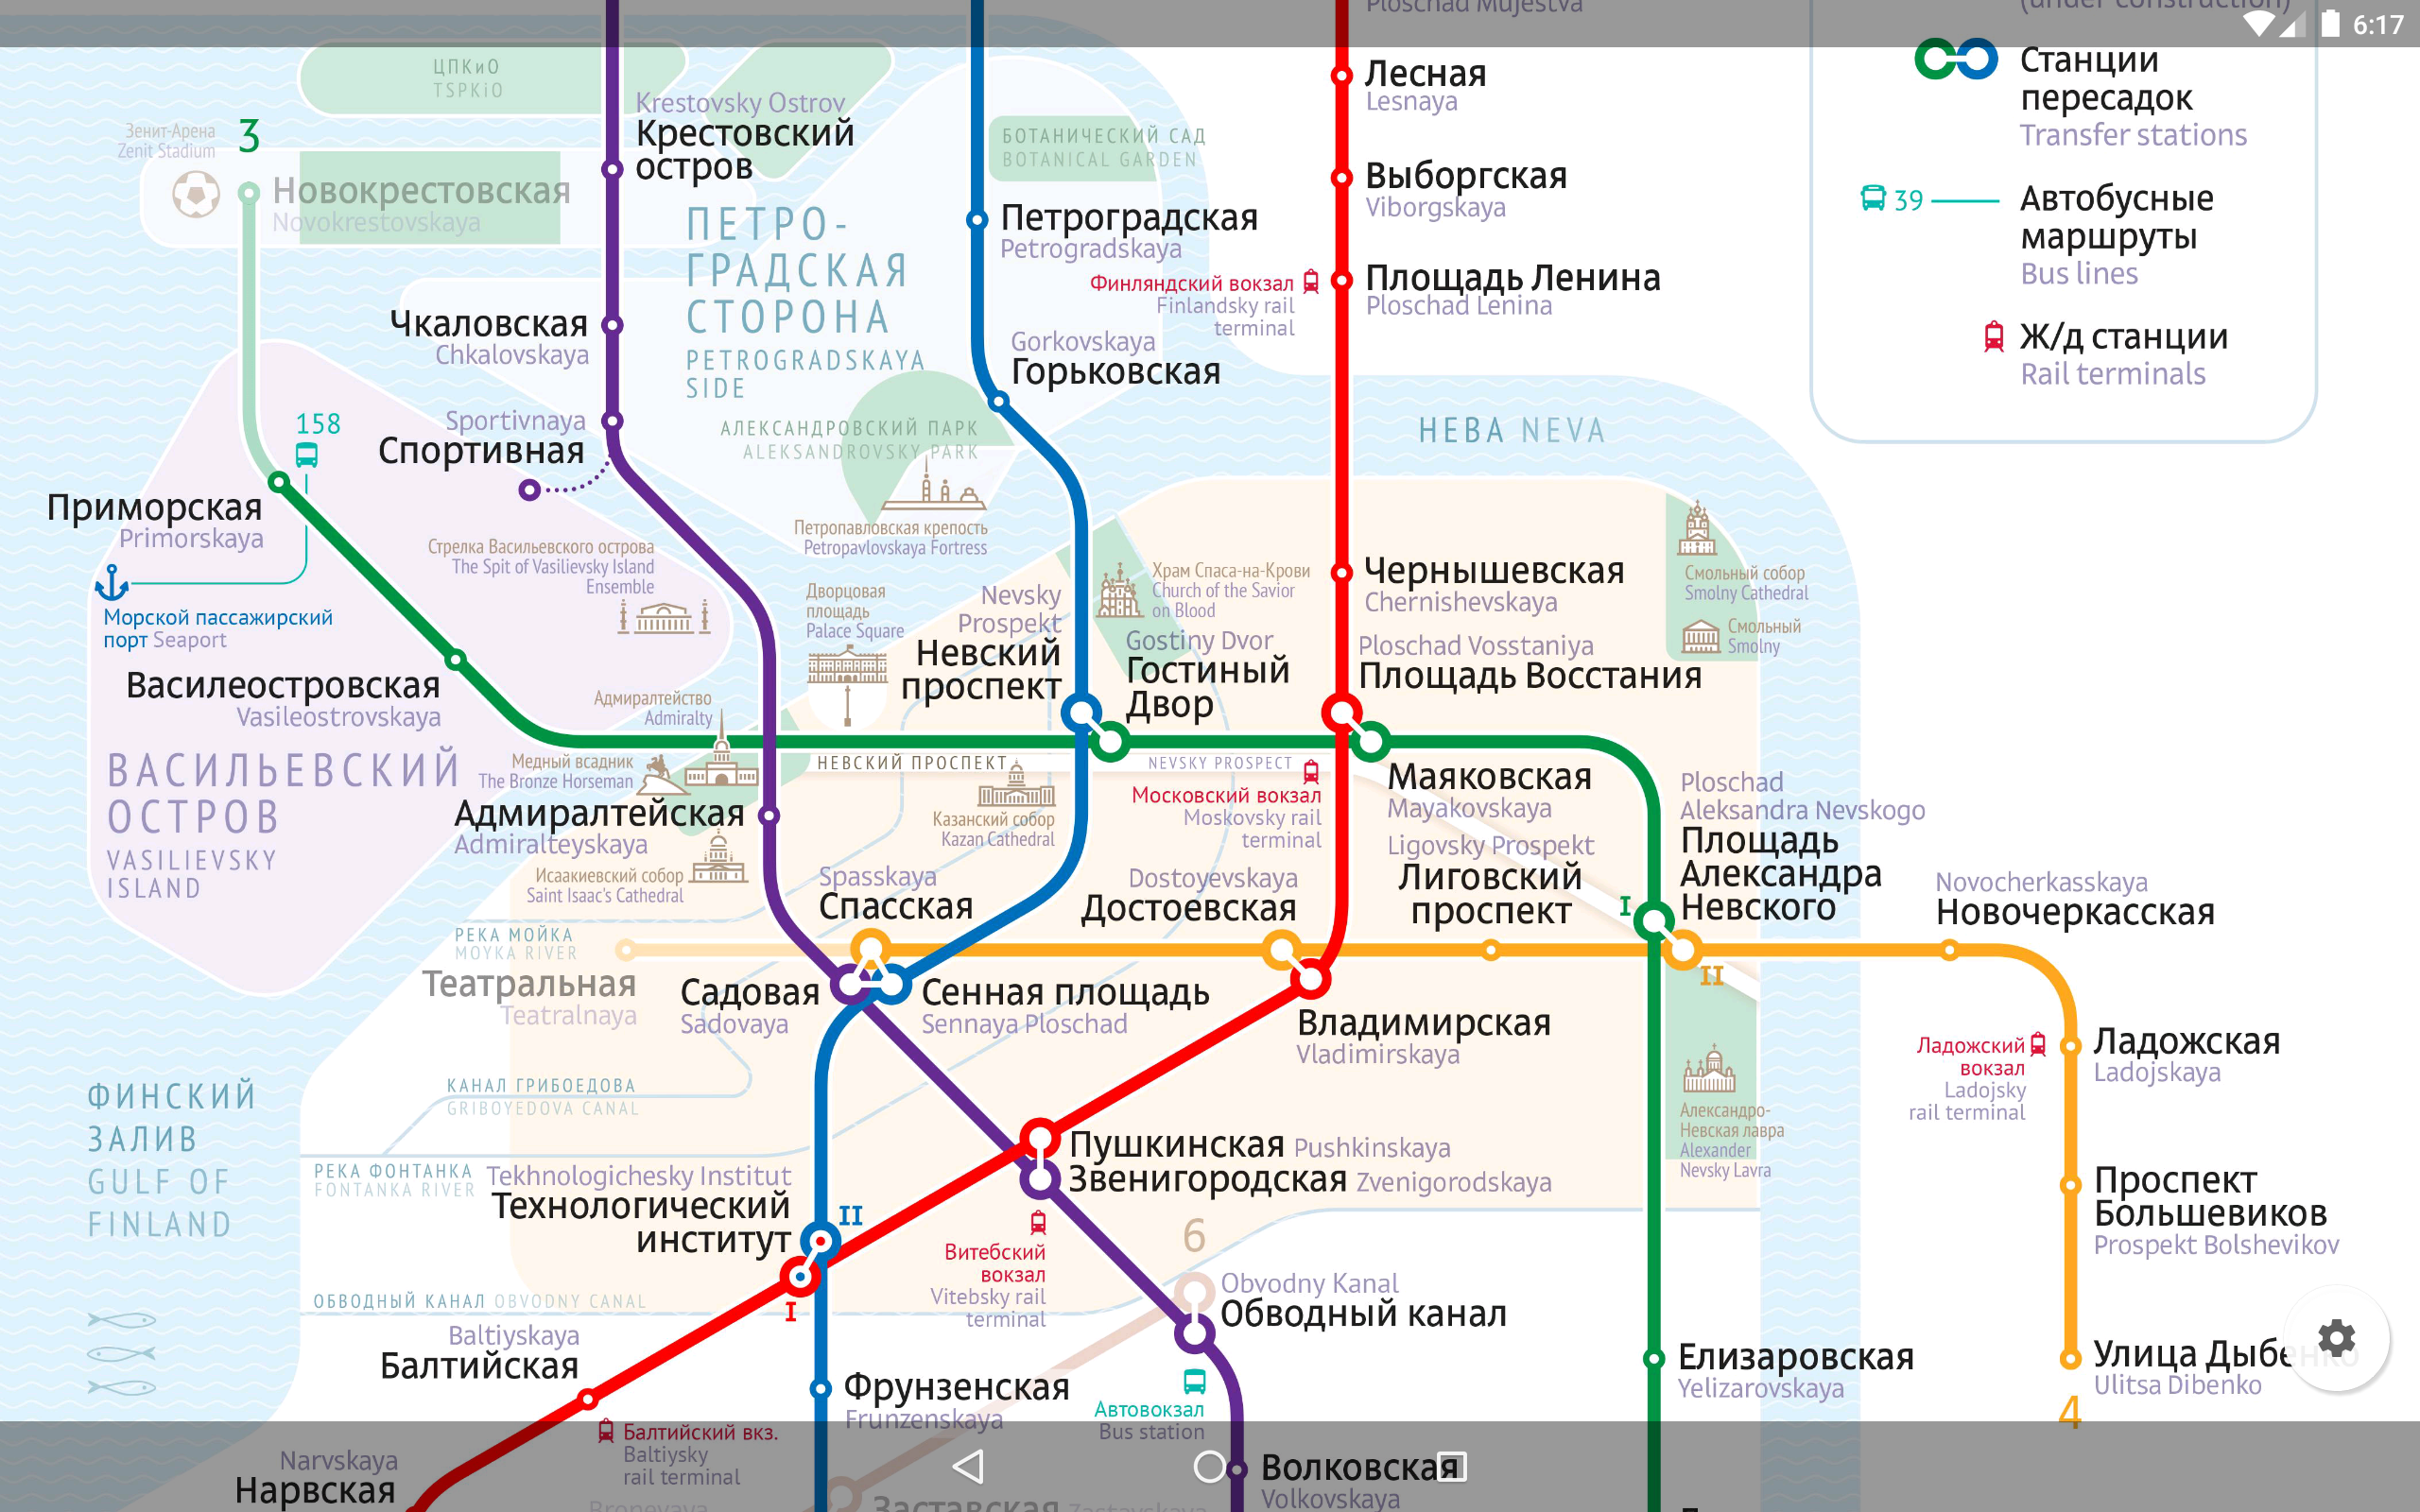 Ploschad Mujestva
(under construction)
6:17
ЦПКиО
TSPKiO
Зенит-Арена
Zenit Stadium
3
Новокрестовская
Novokrestovskaya
Krestovsky Ostrov
Крестовский
остров
БОТАНИЧЕСКИЙ САД
BOTANICAL GARDEN
Лесная
Lesnaya
Станции
пересадок
Transfer stations
39
Автобусные
маршруты
Bus lines
Ж/д станции
Rail terminals
ПЕТРО-
ГРАДСКАЯ
СТОРОНА
PETROGRADSKAYA
SIDE
Петроградская
Petrogradskaya
Выборгская
Viborgskaya
Финляндский вокзал
Finlandsky rail
terminal
Площадь Ленина
Ploschad Lenina
Чкаловская
Chkalovskaya
Gorkovskaya
Горьковская
158
Sportivnaya
Спортивная
АЛЕКСАНДРОВСКИЙ ПАРК
ALEKSANDROVSKY PARK
НЕВА NEVA
Приморская
Primorskaya
Петропавловская крепость
Petropavlovskaya Fortress
Стрелка Васильевского острова
The Spit of Vasilievsky Island
Ensemble
Морской пассажирский
порт Seaport
Дворцовая
площадь
Palace Square
Nevsky
Prospekt
Невский
проспект
Храм Спаса-на-Крови
Church of the Savior
on Blood
Gostiny Dvor
Гостиный
Двор
Чернышевская
Chernishevskaya
Ploschad Vosstaniya
Площадь Восстания
Смольный собор
Smolny Cathedral
Смольный
Smolny
Василеостровская
Vasileostrovskaya
Адмиралтейство
Admiralty
ВАСИЛЬЕВСКИЙ
ОСТРОВ
VASILIEVSKY
ISLAND
Медный всадник
The Bronze Horseman
НЕВСКИЙ ПРОСПЕКТ
NEVSKY PROSPECT
Адмиралтейская
Admiralteyskaya
Казанский собор
Kazan Cathedral
Московский вокзал
Moskovsky rail
terminal
Маяковская
Mayakovskaya
Ploschad
Aleksandra Nevskogo
Площадь
Александра
Невского
I
II
Исаакиевский собор
Saint Isaac's Cathedral
Spasskaya
Спасская
Dostoyevskaya
Достоевская
Ligovsky Prospekt
Лиговский
проспект
Novocherkasskaya
Новочеркасская
РЕКА МОЙКА
MOYKA RIVER
Театральная
Teatralnaya
Садовая
Sadovaya
Сенная площадь
Sennaya Ploschad
Владимирская
Vladimirskaya
Ладожский
вокзал
Ladojsky
rail terminal
Ладожская
Ladojskaya
ФИНСКИЙ
ЗАЛИВ
GULF OF
FINLAND
КАНАЛ ГРИБОЕДОВА
GRIBOYEDOVA CANAL
Александро-
Невская лавра
Alexander
Nevsky Lavra
Пушкинская Pushkinskaya
Звенигородская Zvenigorodskaya
РЕКА ФОНТАНКА
FONTANKA RIVER
Tekhnologichesky Institut
Технологический
институт
II
I
Проспект
Большевиков
Prospekt Bolshevikov
Витебский
вокзал
Vitebsky rail
terminal
6
Obvodny Kanal
Обводный канал
ОБВОДНЫЙ КАНАЛ OBVODNY CANAL
Baltiyskaya
Балтийская
Фрунзенская
Frunzenskaya
Автовокзал
Bus station
Елизаровская
Yelizarovskaya
Улица Дыбенко
Ulitsa Dibenko
4
Балтийский вкз.
Baltiysky
rail terminal
Narvskaya
Нарвская
Волковская
Volkovskaya
Bronevaya
Заставская Zastavskaya